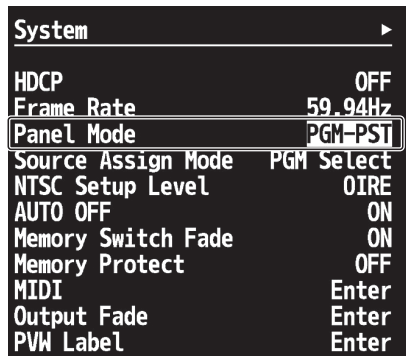 System ►
HDCP OFF
Frame Rate 59.94Hz
Panel Mode PGM-PST
Source Assign Mode PGM Select
NTSC Setup Level 0IRE
AUTO OFF ON
Memory Switch Fade ON
Memory Protect OFF
MIDI Enter
Output Fade Enter
PVW Label Enter